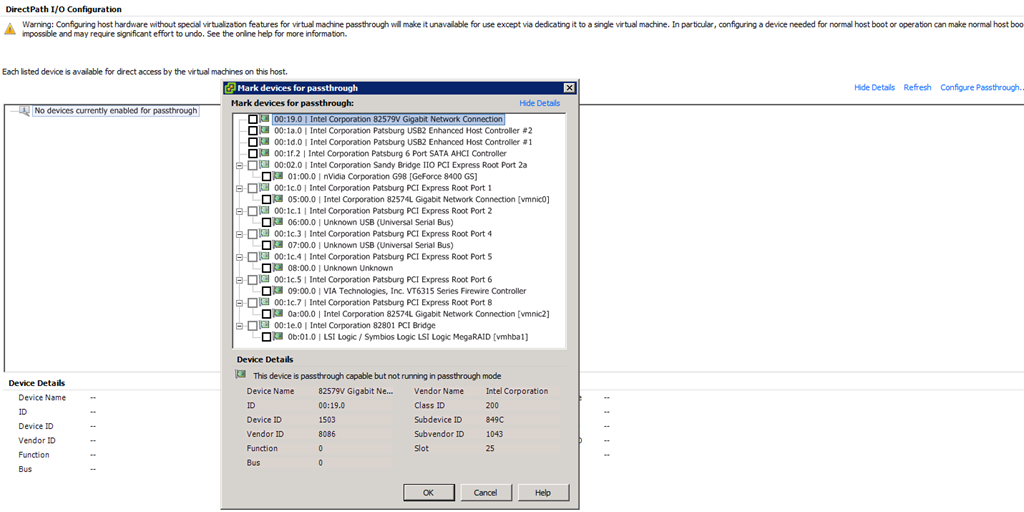 DirectPath I/O Configuration
Warning: Configuring host hardware without special virtualization features for virtual machine passthrough will make it unavailable for use except via dedicating it to a single virtual machine. In particular, configuring a device needed for normal host boot or operation can make normal host boo
impossible and may require significant effort to undo. See the online help for more information.
Each listed device is available for direct access by the virtual machines on this host.
Hide Details Refresh Configure Passthrough..
No devices currently enabled for passthrough
Mark devices for passthrough
Mark devices for passthrough: Hide Details
00:19.0 | Intel Corporation 82579V Gigabit Network Connection
00:1a.0 | Intel Corporation Patsburg USB2 Enhanced Host Controller #2
00:1d.0 | Intel Corporation Patsburg USB2 Enhanced Host Controller #1
00:1f.2 | Intel Corporation Patsburg 6 Port SATA AHCI Controller
00:02.0 | Intel Corporation Sandy Bridge IIO PCI Express Root Port 2a
01:00.0 | nVidia Corporation G98 [GeForce 8400 GS]
00:1c.0 | Intel Corporation Patsburg PCI Express Root Port 1
05:00.0 | Intel Corporation 82574L Gigabit Network Connection [vmnic0]
00:1c.1 | Intel Corporation Patsburg PCI Express Root Port 2
06:00.0 | Unknown USB (Universal Serial Bus)
00:1c.3 | Intel Corporation Patsburg PCI Express Root Port 4
07:00.0 | Unknown USB (Universal Serial Bus)
00:1c.4 | Intel Corporation Patsburg PCI Express Root Port 5
08:00.0 | Unknown Unknown
00:1c.5 | Intel Corporation Patsburg PCI Express Root Port 6
09:00.0 | VIA Technologies, Inc. VT6315 Series Firewire Controller
00:1c.7 | Intel Corporation Patsburg PCI Express Root Port 8
0a:00.0 | Intel Corporation 82574L Gigabit Network Connection [vmnic2]
00:1e.0 | Intel Corporation 82801 PCI Bridge
0b:01.0 | LSI Logic / Symbios Logic LSI Logic MegaRAID [vmhba1]
Device Details
This device is passthrough capable but not running in passthrough mode
Device Name 82579V Gigabit Ne... Vendor Name Intel Corporation
ID 00:19.0 Class ID 200
Device ID 1503 Subdevice ID 849C
Vendor ID 8086 Subvendor ID 1043
Function 0 Slot 25
Bus 0
OK Cancel Help
Device Details
Device Name -- e --
ID -- --
Device ID -- --
Vendor ID -- --
Function -- --
Bus --